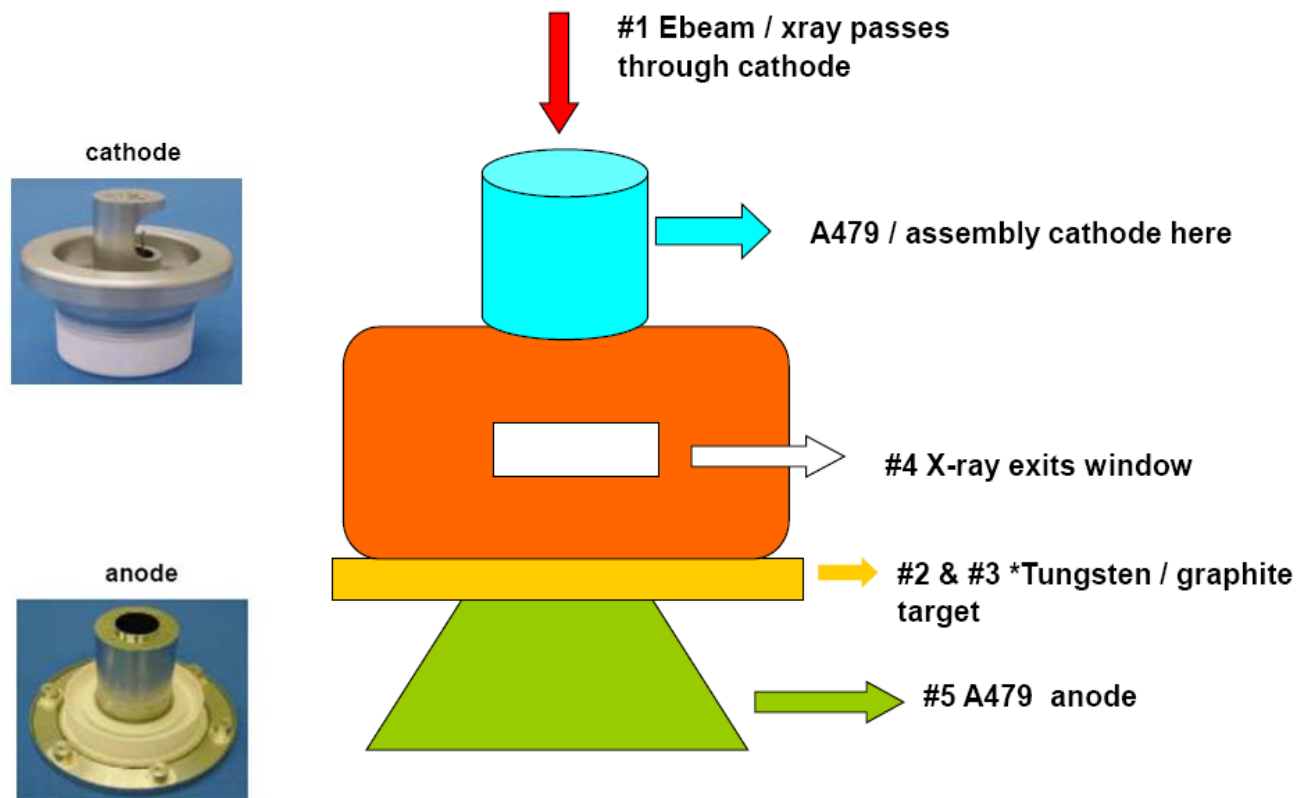 #1 Ebeam / xray passes
through cathode
cathode
A479 / assembly cathode here
#4 X-ray exits window
anode
#2 & #3 *Tungsten / graphite
target
#5 A479 anode